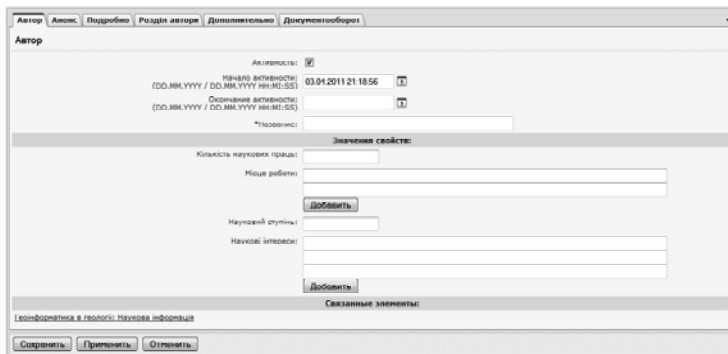 Автор Анонс Подробно Розділ автори Дополнительно Документооборот
Автор
Активность:
Начало активности:
(DD.MM.YYYY / DD.MM.YYYY HH:MI:SS) 03.04.2011 21:18:56
Окончание активности:
(DD.MM.YYYY / DD.MM.YYYY HH:MI:SS)
*Название:
Значения свойств:
Кількість наукових праць:
Місце роботи:
Добавить
Науковий ступінь:
Наукові інтереси:
Добавить
Связанные элементы:
Геоінформатика в геології: Наукова інформація
Сохранить Применить Отменить